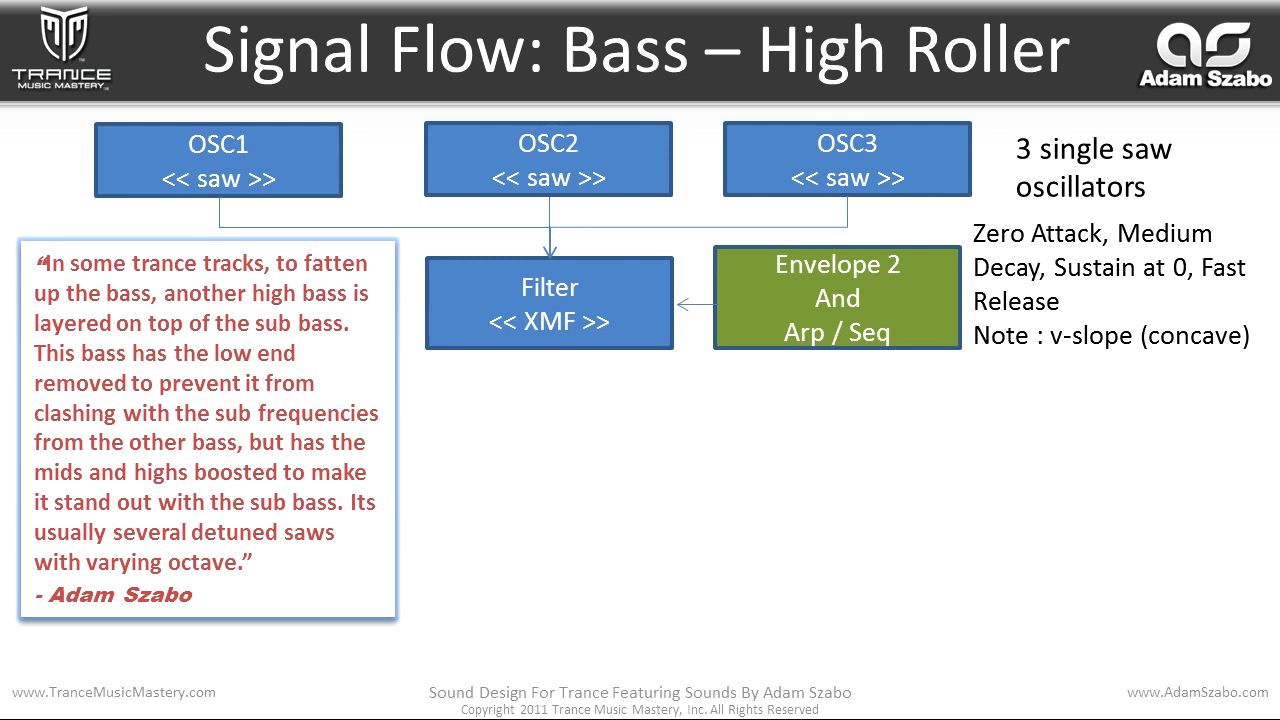 TRANCE
MUSIC MASTERY™
Signal Flow: Bass – High Roller
Adam Szabo
OSC1
<< saw >>
OSC2
<< saw >>
OSC3
<< saw >>
3 single saw
oscillators
“In some trance tracks, to fatten
up the bass, another high bass is
layered on top of the sub bass.
This bass has the low end
removed to prevent it from
clashing with the sub frequencies
from the other bass, but has the
mids and highs boosted to make
it stand out with the sub bass. Its
usually several detuned saws
with varying octave.”
- Adam Szabo
Filter
<< XMF >>
Envelope 2
And
Arp / Seq
Zero Attack, Medium
Decay, Sustain at 0, Fast
Release
Note : v-slope (concave)
www.TranceMusicMastery.com
Sound Design For Trance Featuring Sounds By Adam Szabo
Copyright 2011 Trance Music Mastery, Inc. All Rights Reserved
www.AdamSzabo.com